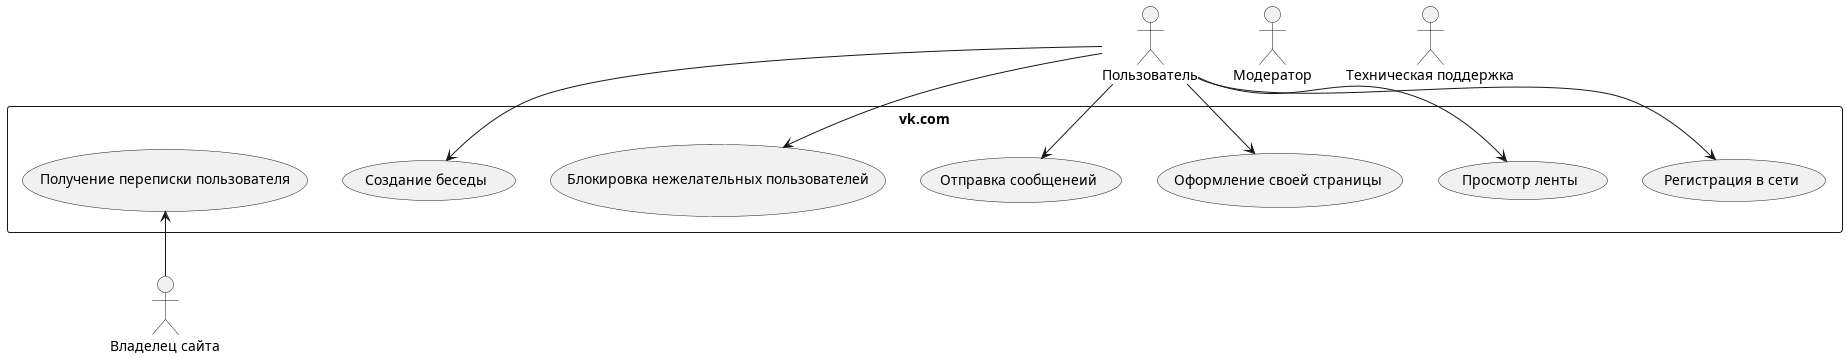 Пользователь
Модератор
Техническая поддержка
vk.com
Получение переписки пользователя
Создание беседы
Блокировка нежелательных пользователей
Отправка сообщенеий
Оформление своей страницы
Просмотр ленты
Регистрация в сети
Владелец сайта